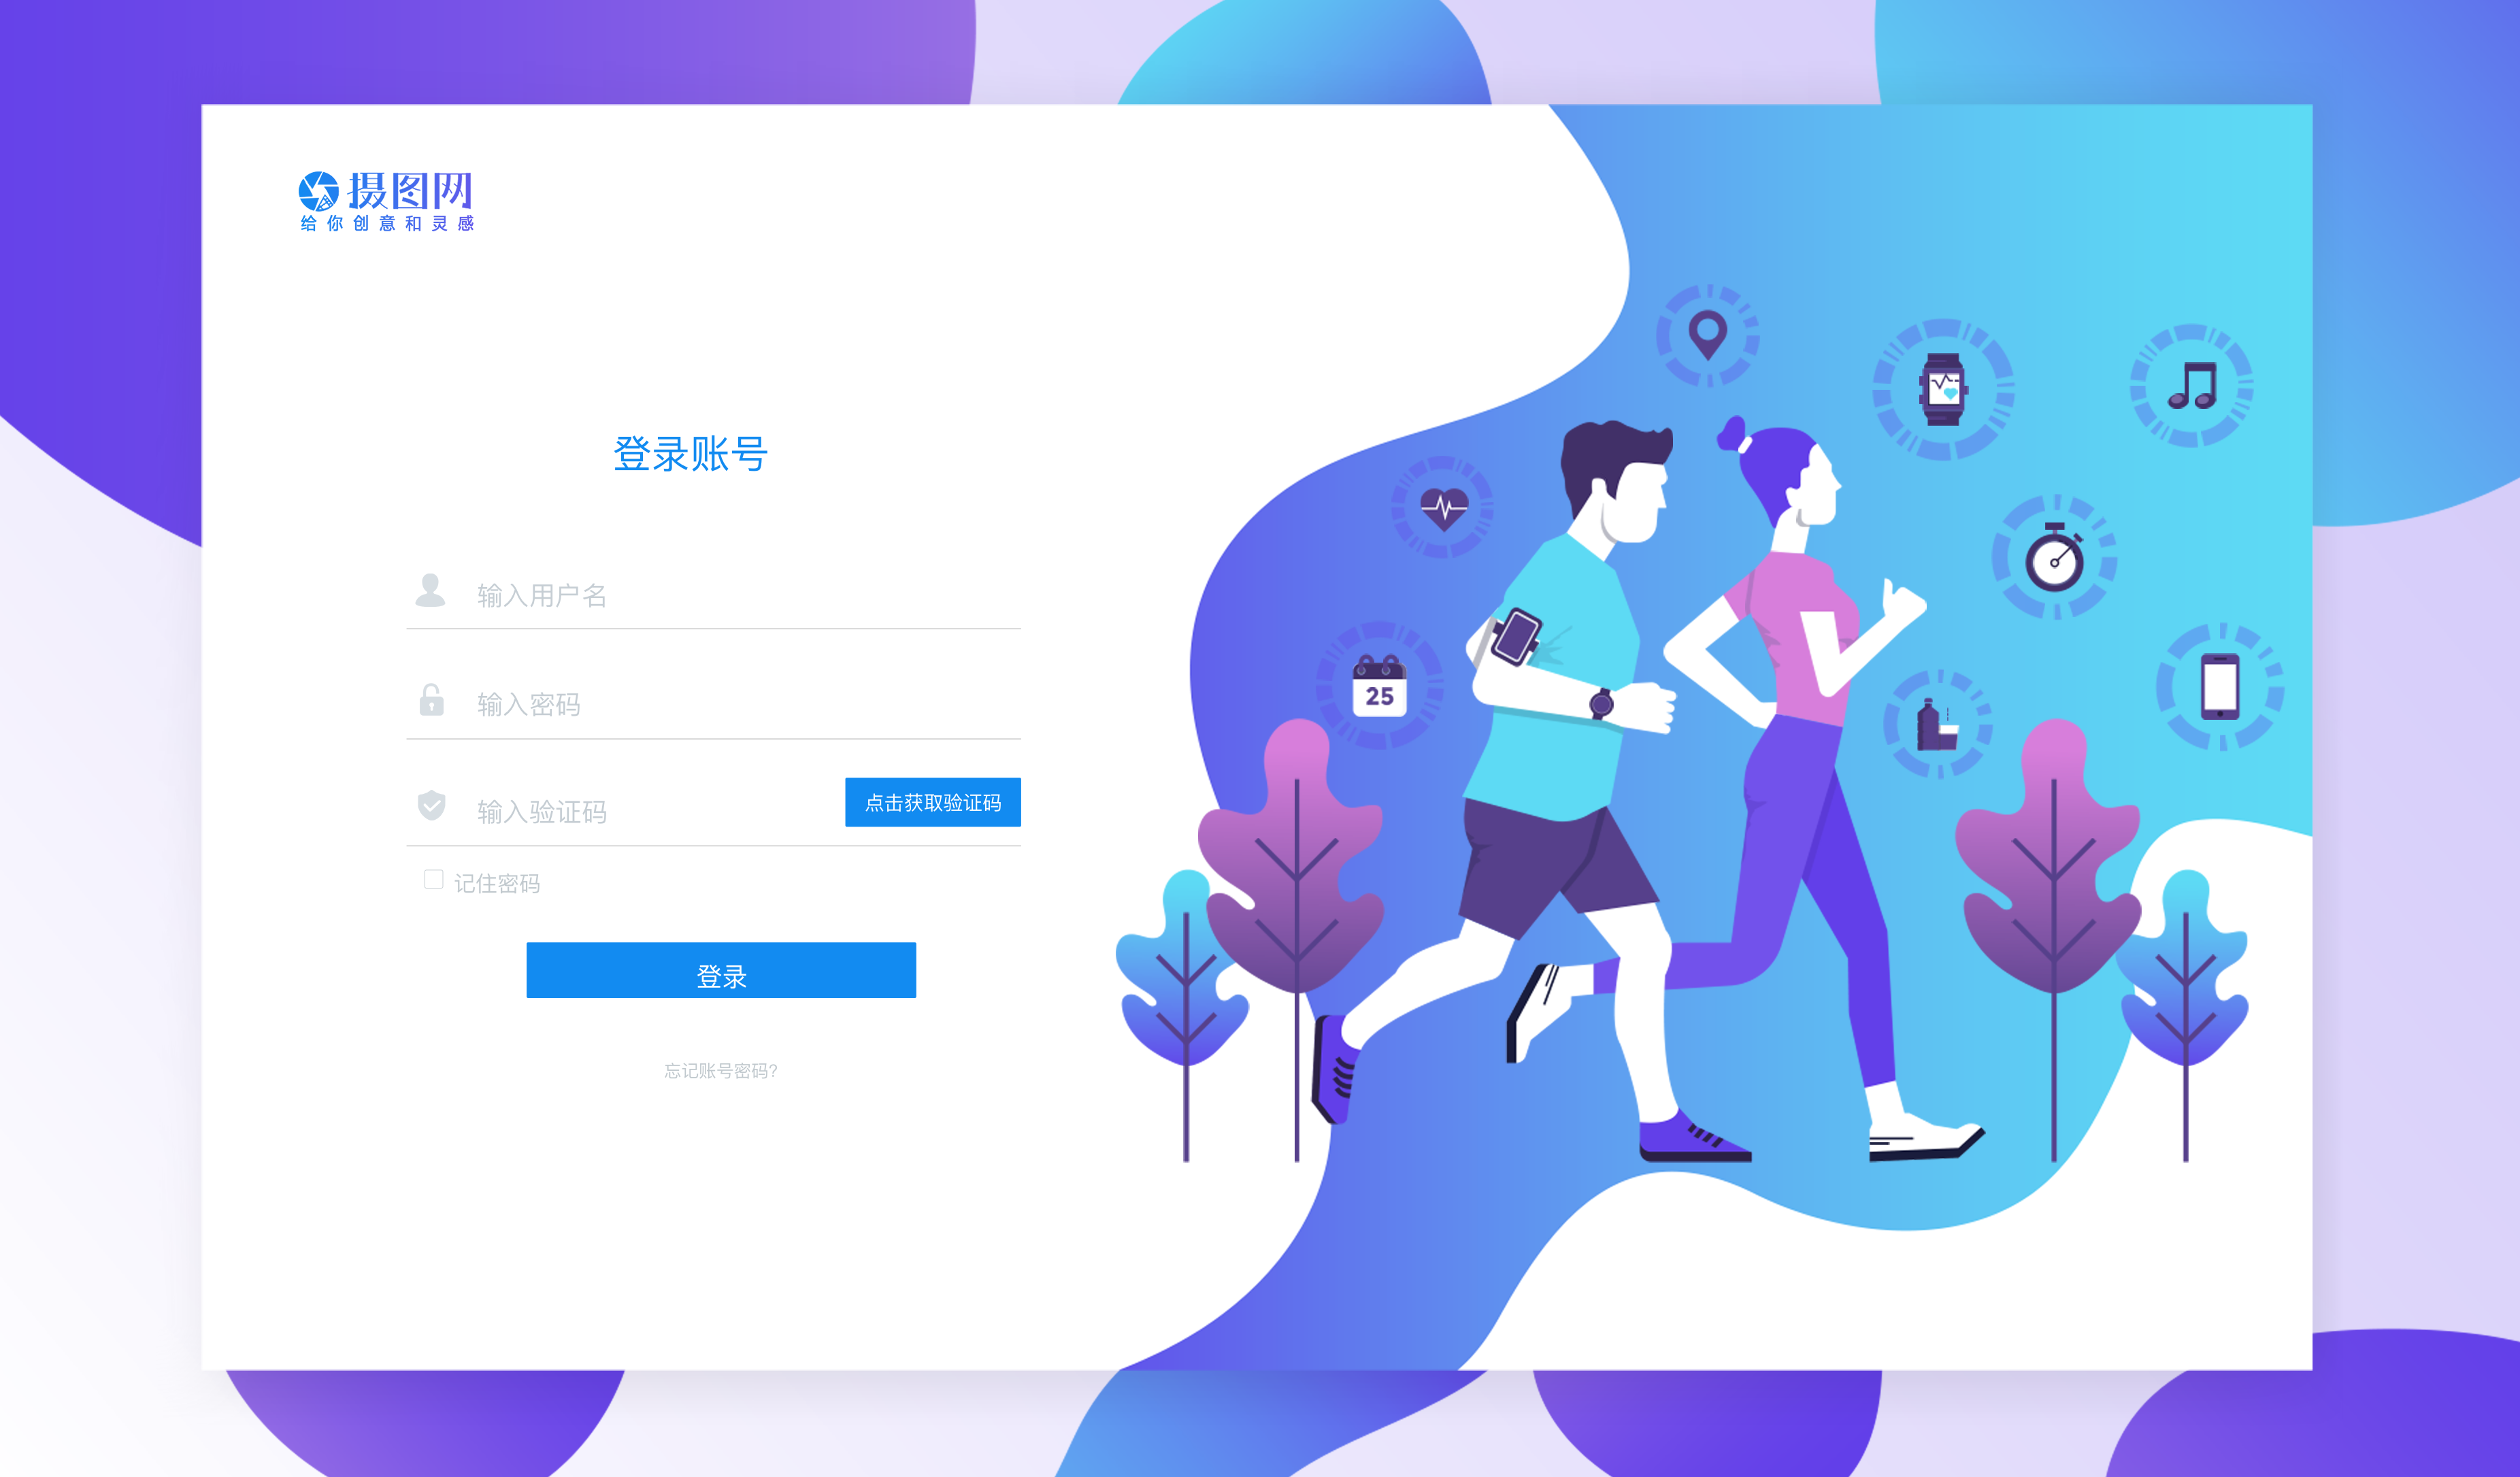 摄图网
给你创意和灵感
登录账号
输入用户名
输入密码
输入验证码
点击获取验证码
记住密码
登录
忘记账号密码?
25